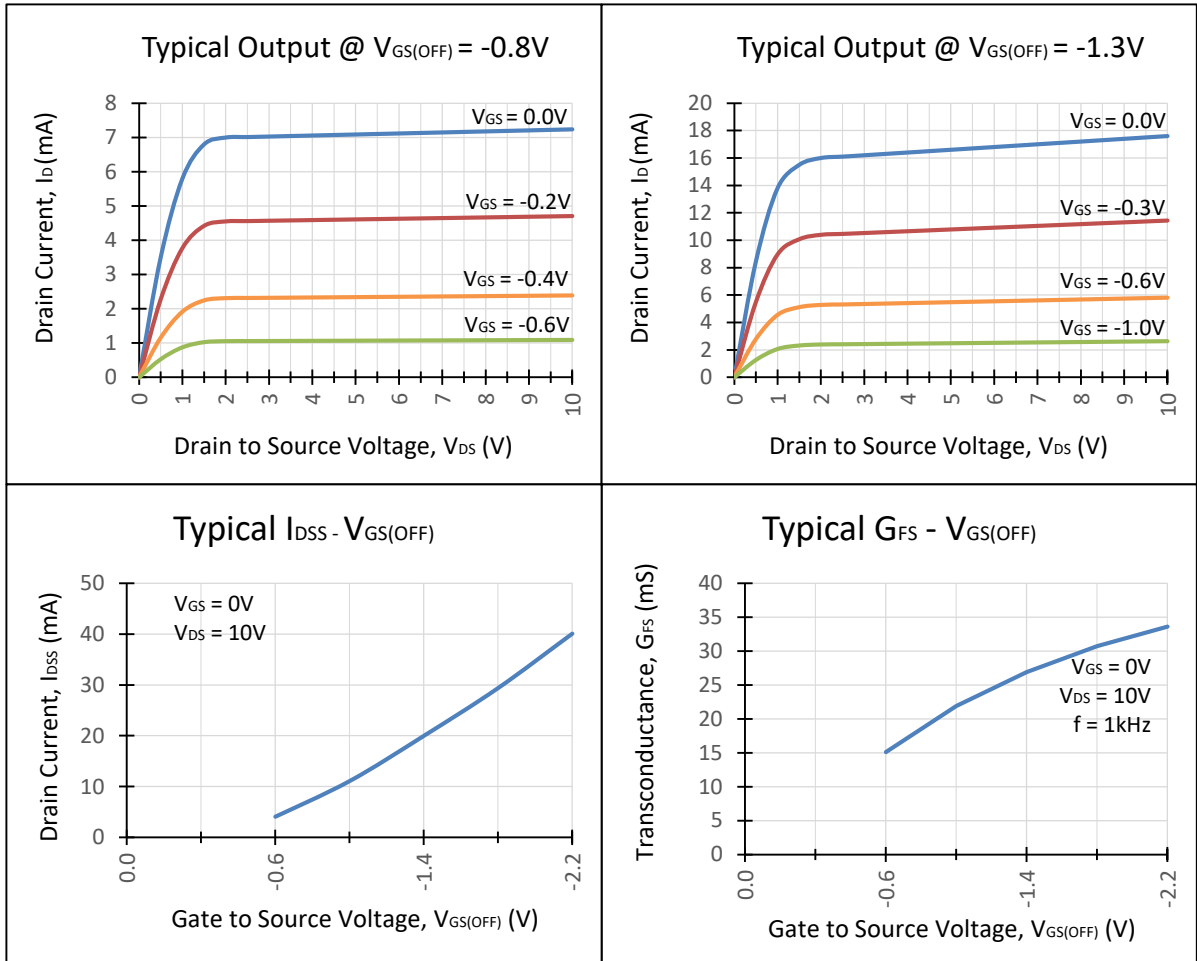 Typical Output @ VGS(OFF) = -0.8V
Drain Current, ID (mA)
8
7
6
5
4
3
2
1
0
VGS = 0.0V
VGS = -0.2V
VGS = -0.4V
VGS = -0.6V
0 1 2 3 4 5 6 7 8 9 10
Drain to Source Voltage, VDS (V)
Typical Output @ VGS(OFF) = -1.3V
Drain Current, ID (mA)
20
18
16
14
12
10
8
6
4
2
0
VGS = 0.0V
VGS = -0.3V
VGS = -0.6V
VGS = -1.0V
0 1 2 3 4 5 6 7 8 9 10
Drain to Source Voltage, VDS (V)
Typical IDSS - VGS(OFF)
Drain Current, IDSS (mA)
50
40
30
20
10
0
VGS = 0V
VDS = 10V
0.0 -0.6 -1.4 -2.2
Gate to Source Voltage, VGS(OFF) (V)
Typical GFS - VGS(OFF)
Transconductance, GFS (mS)
40
35
30
25
20
15
10
5
0
VGS = 0V
VDS = 10V
f = 1kHz
0.0 -0.6 -1.4 -2.2
Gate to Source Voltage, VGS(OFF) (V)